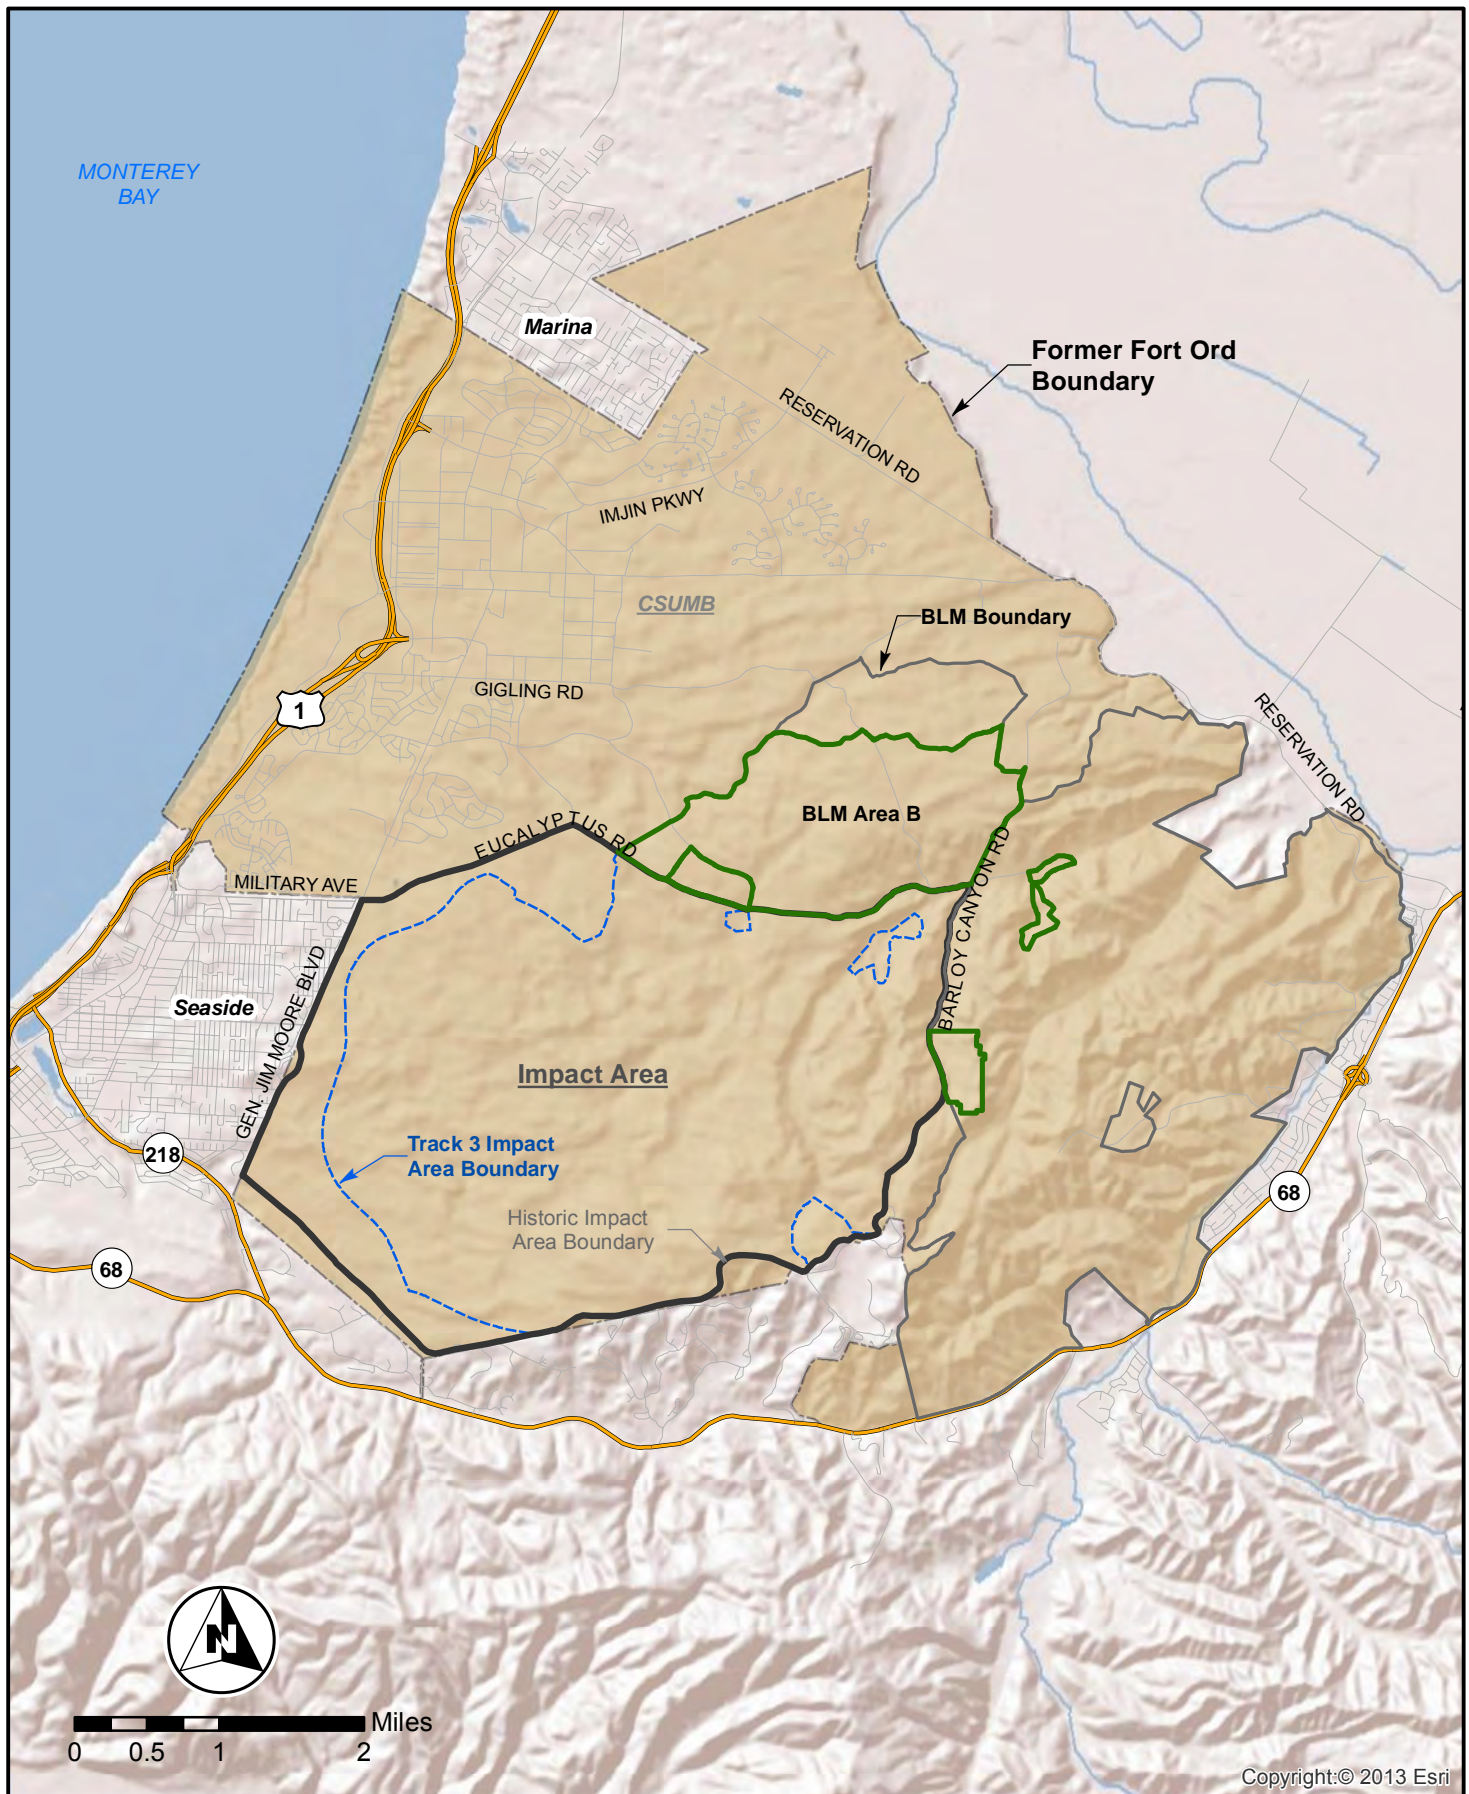 MONTEREY
BAY
Marina
Former Fort Ord
Boundary
RESERVATION RD
IMJIN PKWY
CSUMB
BLM Boundary
GIGLING RD
1
RESERVATION RD
BLM Area B
EUCALYPTUS RD
MILITARY AVE
BARLOY CANYON RD
GEN. JIM MOORE BLVD
Seaside
Impact Area
Track 3 Impact
Area Boundary
218
68
Historic Impact
Area Boundary
68
N
Miles
0 0.5 1 2
Copyright:© 2013 Esri